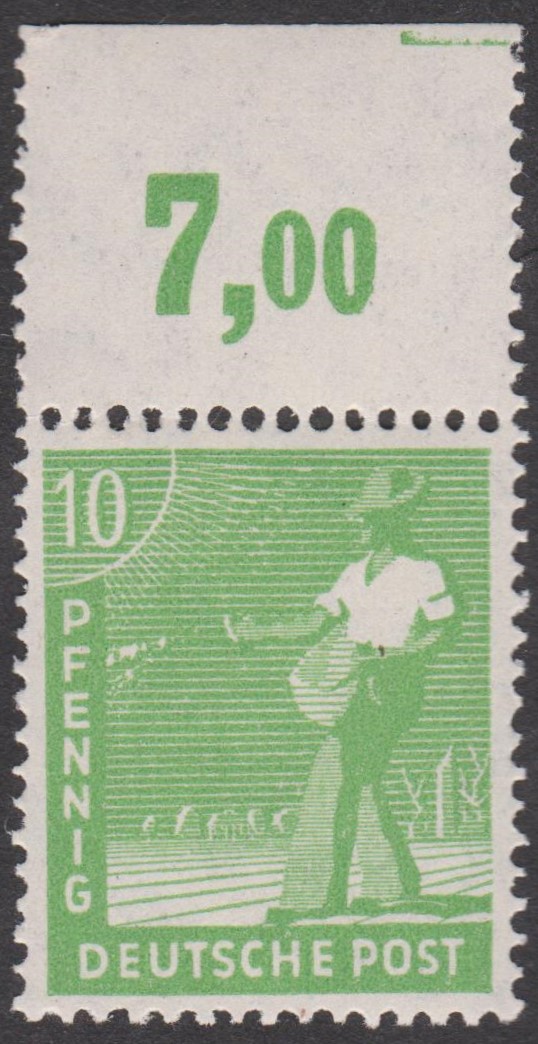 7,00
10
PFENNIG
DEUTSCHE POST